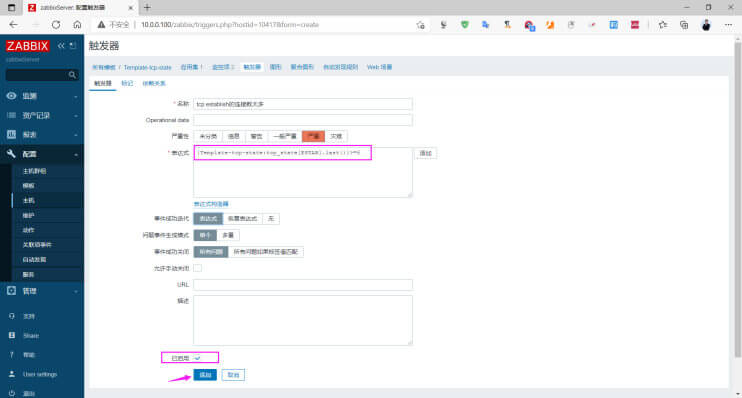 zabbixServer: 配置触发器
不安全 | 10.0.0.100/zabbix/triggers.php?hostid=10417&form=create
ZABBIX
zabbixServer
监测
资产记录
报表
配置
主机群组
模板
主机
维护
动作
关联项事件
自动发现
服务
管理
支持
Share
帮助
User settings
退出
触发器
所有模板 / Template-tcp-state 应用集 1 监控项 2 触发器 图形 聚合图形 自动发现规则 Web 场景
触发器 标记 依赖关系
* 名称 tcp establish的连接数太多
Operational data
严重性 未分类 信息 警告 一般严重 严重 灾难
* 表达式 {Template-tcp-state:tcp_state[ESTAB].last()}>=6 添加
表达式构造器
事件成功迭代 表达式 恢复表达式 无
问题事件生成模式 单个 多重
事件成功关闭 所有问题 所有问题如果标签值匹配
允许手动关闭
URL
描述
已启用
添加 取消